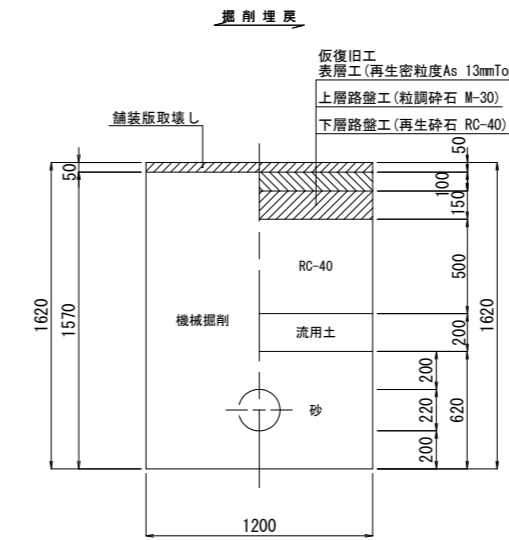 掘削埋戻
仮復旧工
表層工(再生密粒度As 13mmTo
上層路盤工(粒調砕石 M-30)
下層路盤工(再生砕石 RC-40)
舗装版取壊し
50
50
100
150
RC-40
500
1620
1570
機械掘削
流用土
200
1620
200
砂
220
620
200
1200